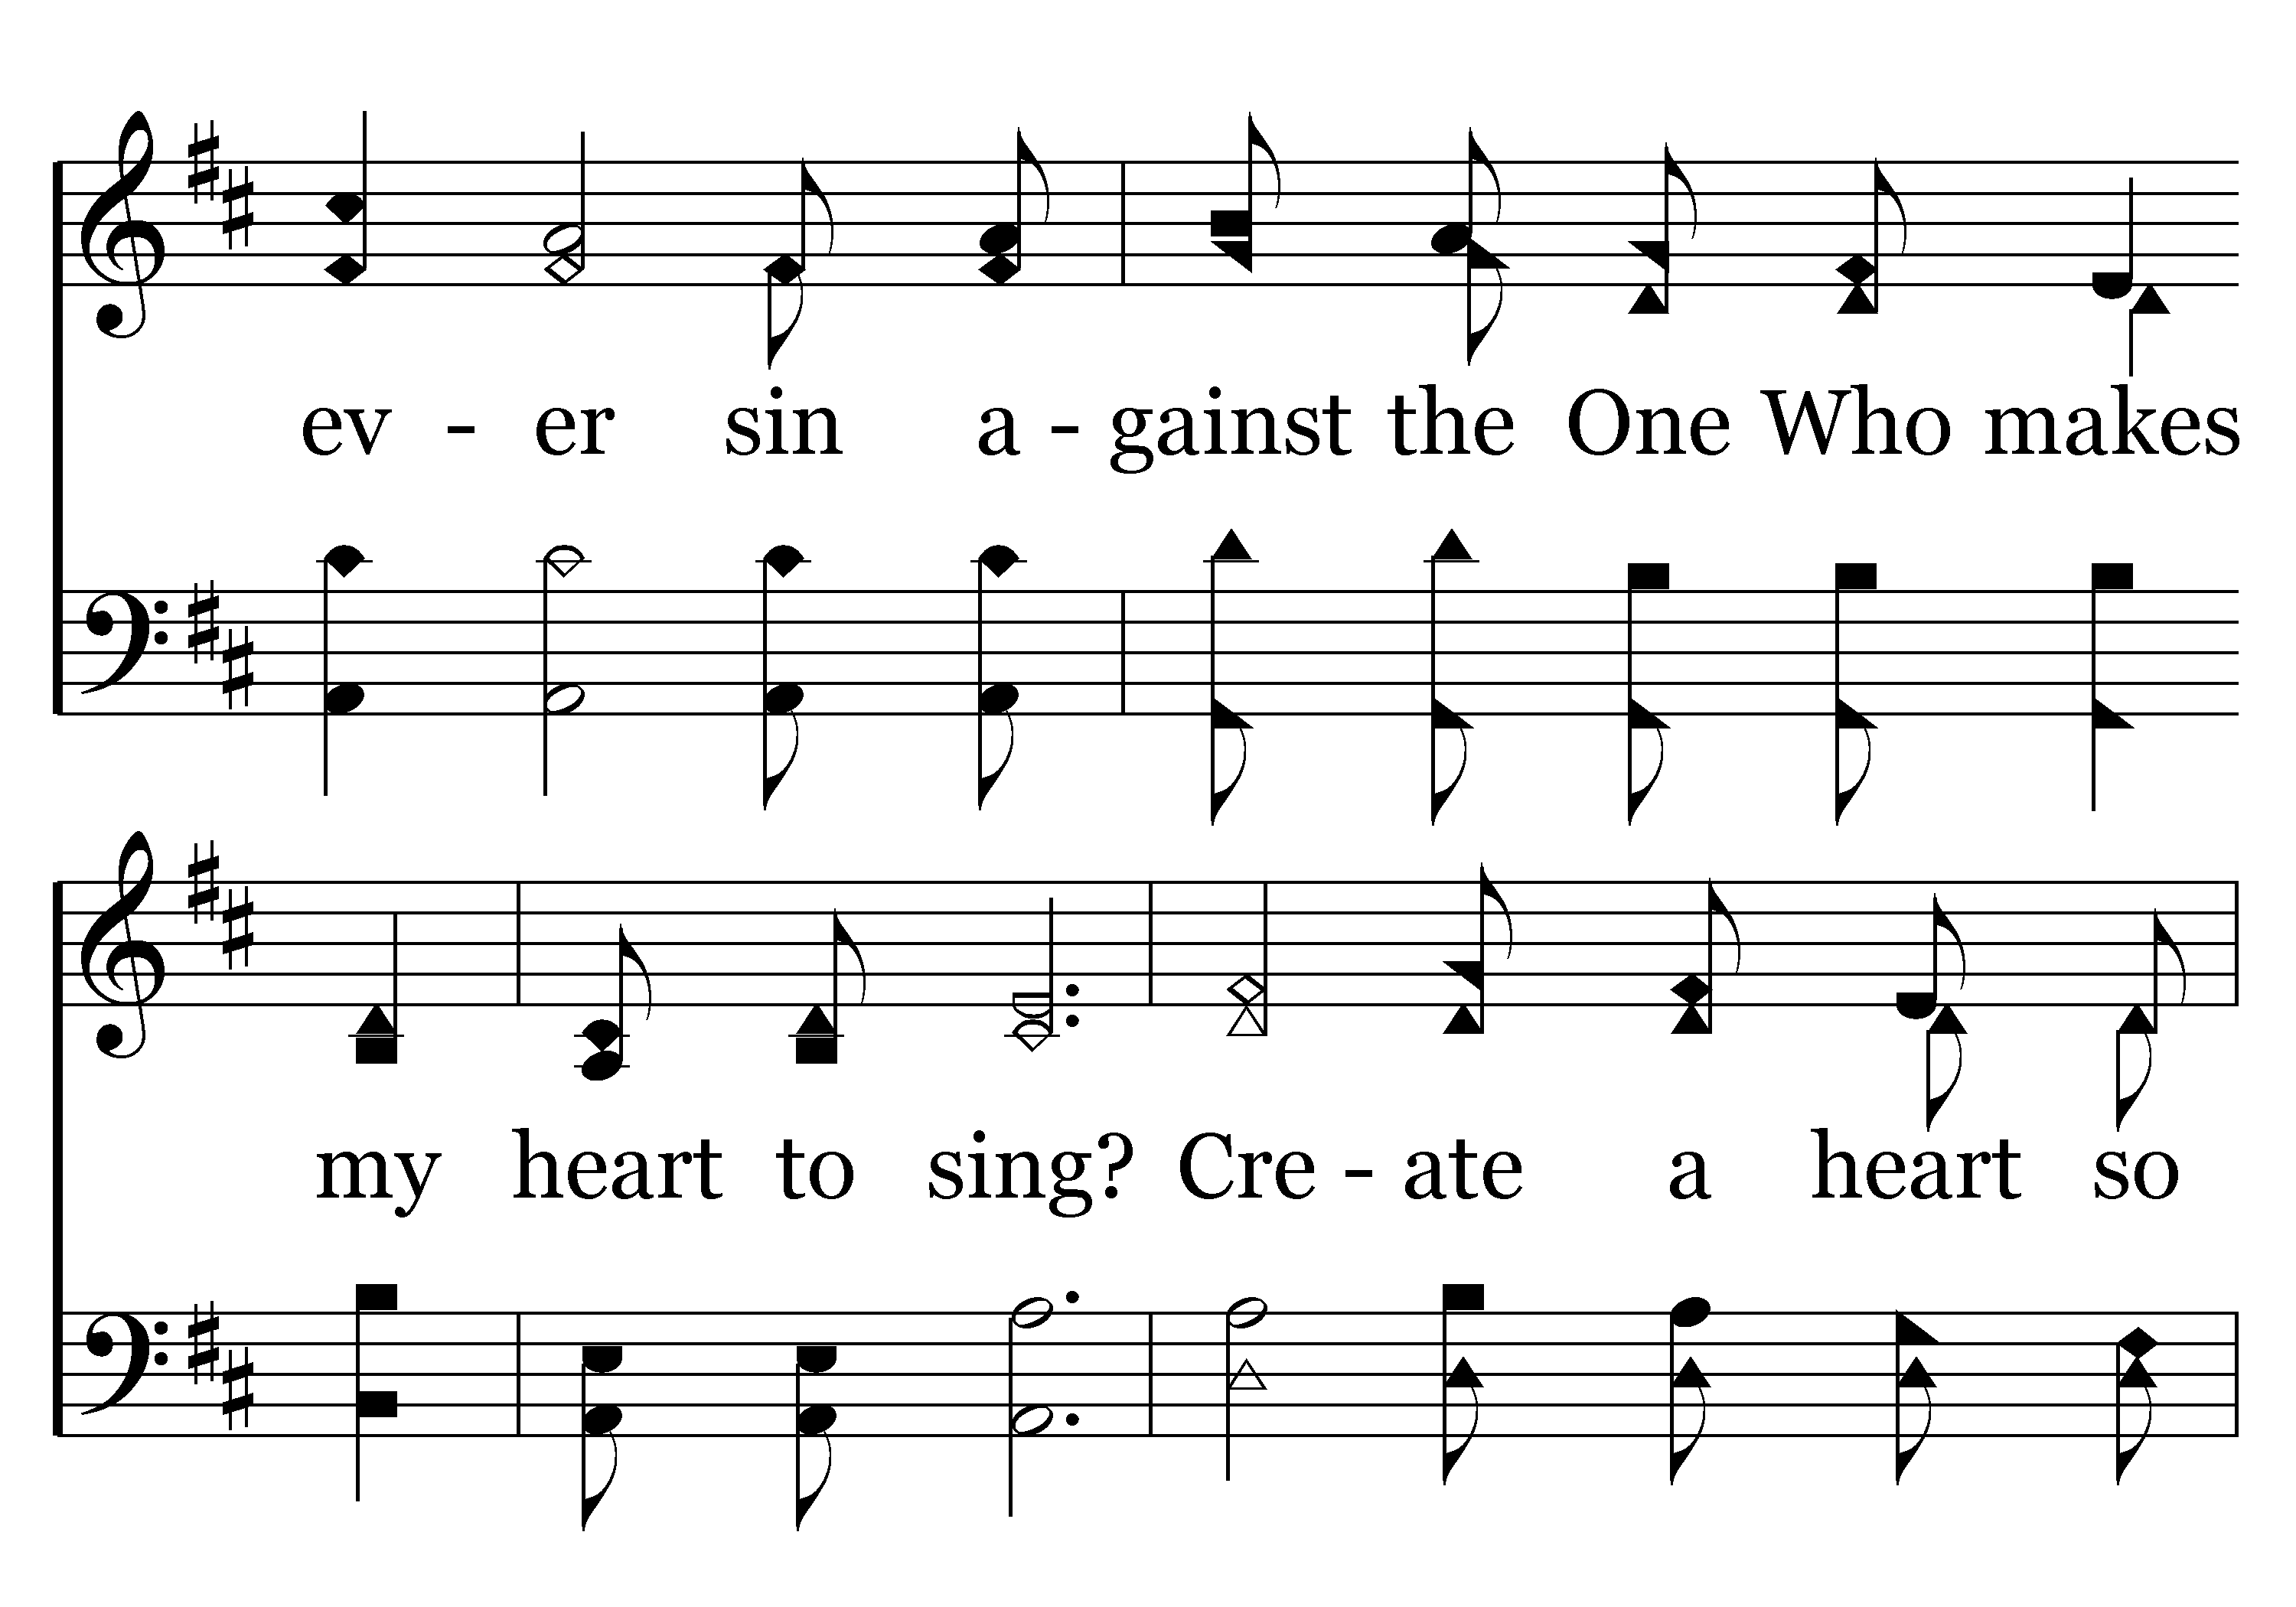 ev - er sin a - gainst the One Who makes
my heart to sing? Cre - ate a heart so